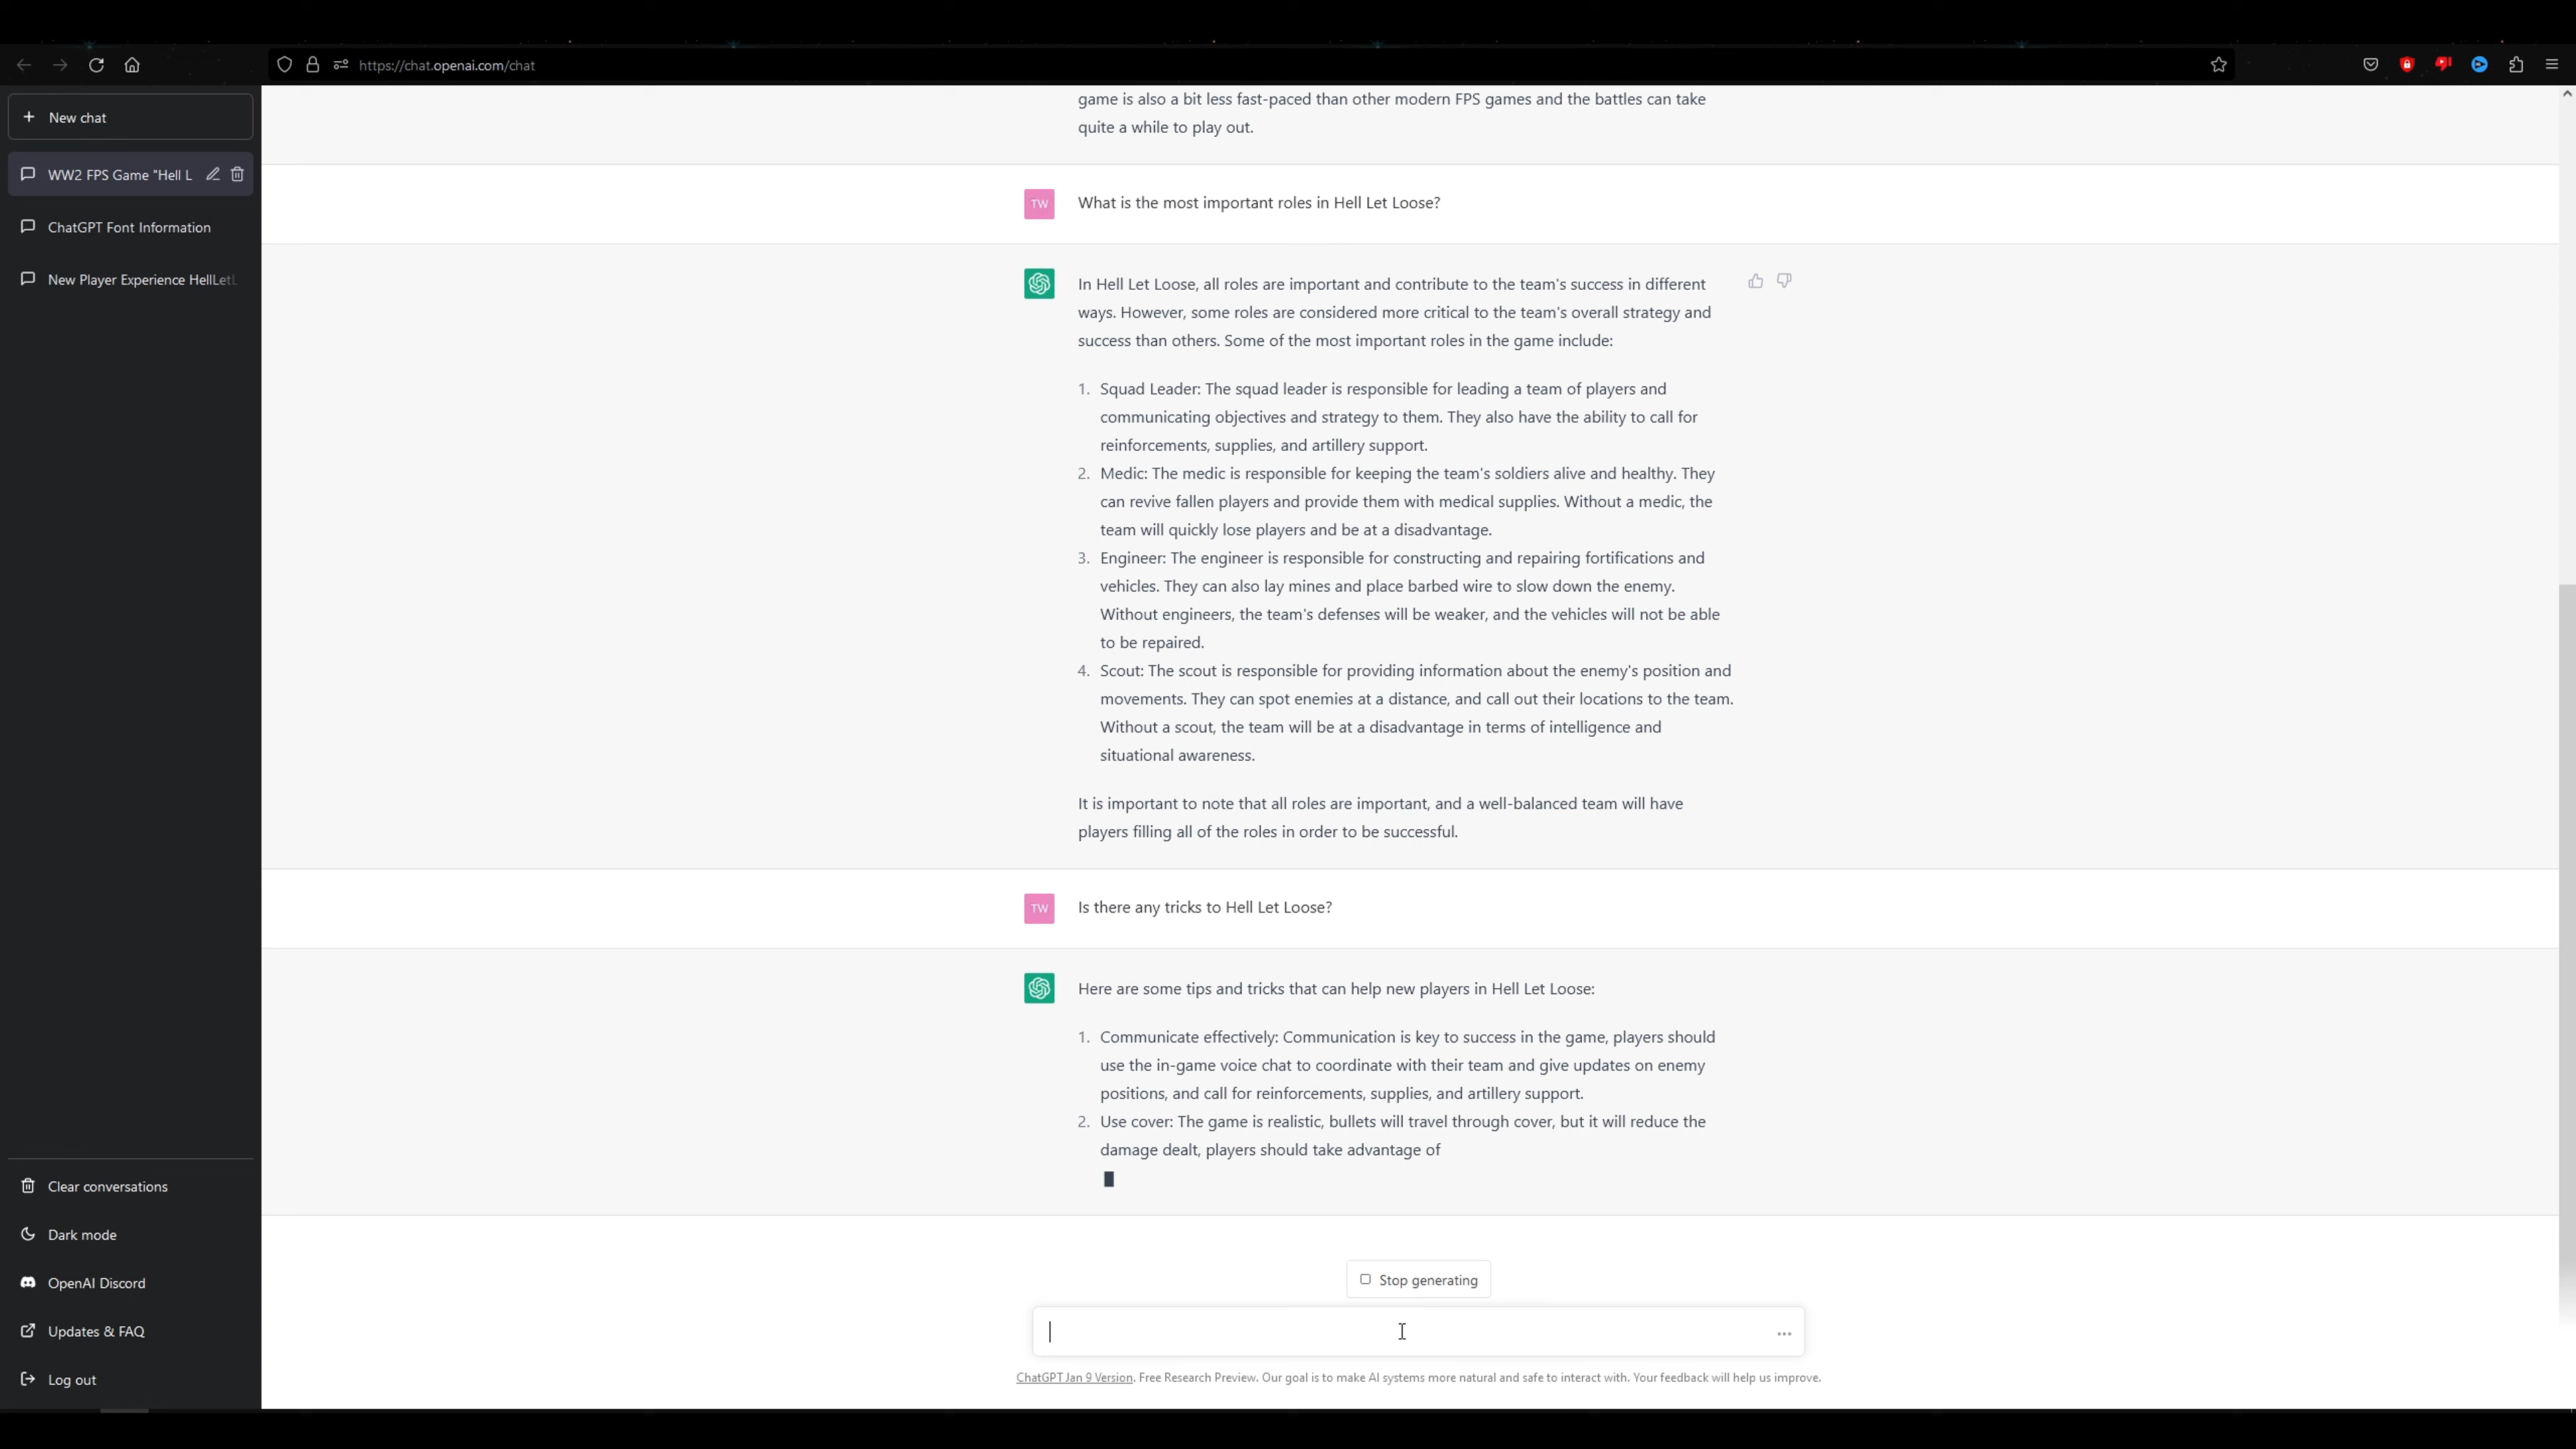 https://chat.openai.com/chat
New chat
WW2 FPS Game "Hell L
ChatGPT Font Information
New Player Experience HellLetL
Clear conversations
Dark mode
OpenAI Discord
Updates & FAQ
Log out
game is also a bit less fast-paced than other modern FPS games and the battles can take
quite a while to play out.
TW What is the most important roles in Hell Let Loose?
In Hell Let Loose, all roles are important and contribute to the team's success in different
ways. However, some roles are considered more critical to the team's overall strategy and
success than others. Some of the most important roles in the game include:
1. Squad Leader: The squad leader is responsible for leading a team of players and
communicating objectives and strategy to them. They also have the ability to call for
reinforcements, supplies, and artillery support.
2. Medic: The medic is responsible for keeping the team's soldiers alive and healthy. They
can revive fallen players and provide them with medical supplies. Without a medic, the
team will quickly lose players and be at a disadvantage.
3. Engineer: The engineer is responsible for constructing and repairing fortifications and
vehicles. They can also lay mines and place barbed wire to slow down the enemy.
Without engineers, the team's defenses will be weaker, and the vehicles will not be able
to be repaired.
4. Scout: The scout is responsible for providing information about the enemy's position and
movements. They can spot enemies at a distance, and call out their locations to the team.
Without a scout, the team will be at a disadvantage in terms of intelligence and
situational awareness.
It is important to note that all roles are important, and a well-balanced team will have
players filling all of the roles in order to be successful.
TW Is there any tricks to Hell Let Loose?
Here are some tips and tricks that can help new players in Hell Let Loose:
1. Communicate effectively: Communication is key to success in the game, players should
use the in-game voice chat to coordinate with their team and give updates on enemy
positions, and call for reinforcements, supplies, and artillery support.
2. Use cover: The game is realistic, bullets will travel through cover, but it will reduce the
damage dealt, players should take advantage of
Stop generating
ChatGPT Jan 9 Version. Free Research Preview. Our goal is to make AI systems more natural and safe to interact with. Your feedback will help us improve.